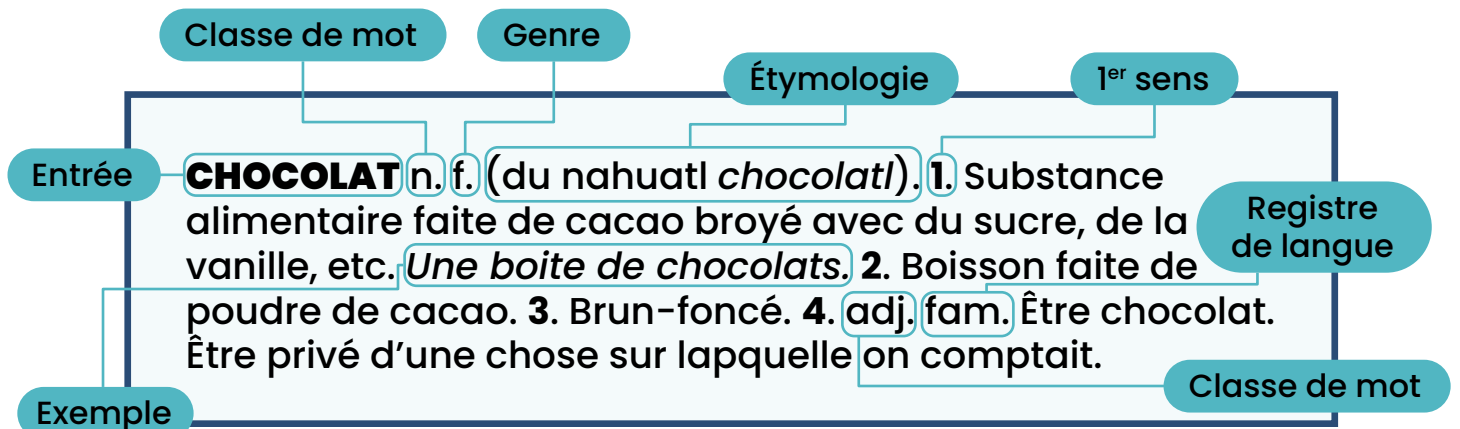 Classe de mot Genre
Étymologie 1er sens
Entrée
CHOCOLAT n. f. (du nahuatl chocolatl). 1. Substance
alimentaire faite de cacao broyé avec du sucre, de la
vanille, etc. Une boite de chocolats. 2. Boisson faite de
poudre de cacao. 3. Brun-foncé. 4. adj. fam. Être chocolat.
Être privé d’une chose sur lapquelle on comptait.
Registre
de langue
Classe de mot
Exemple